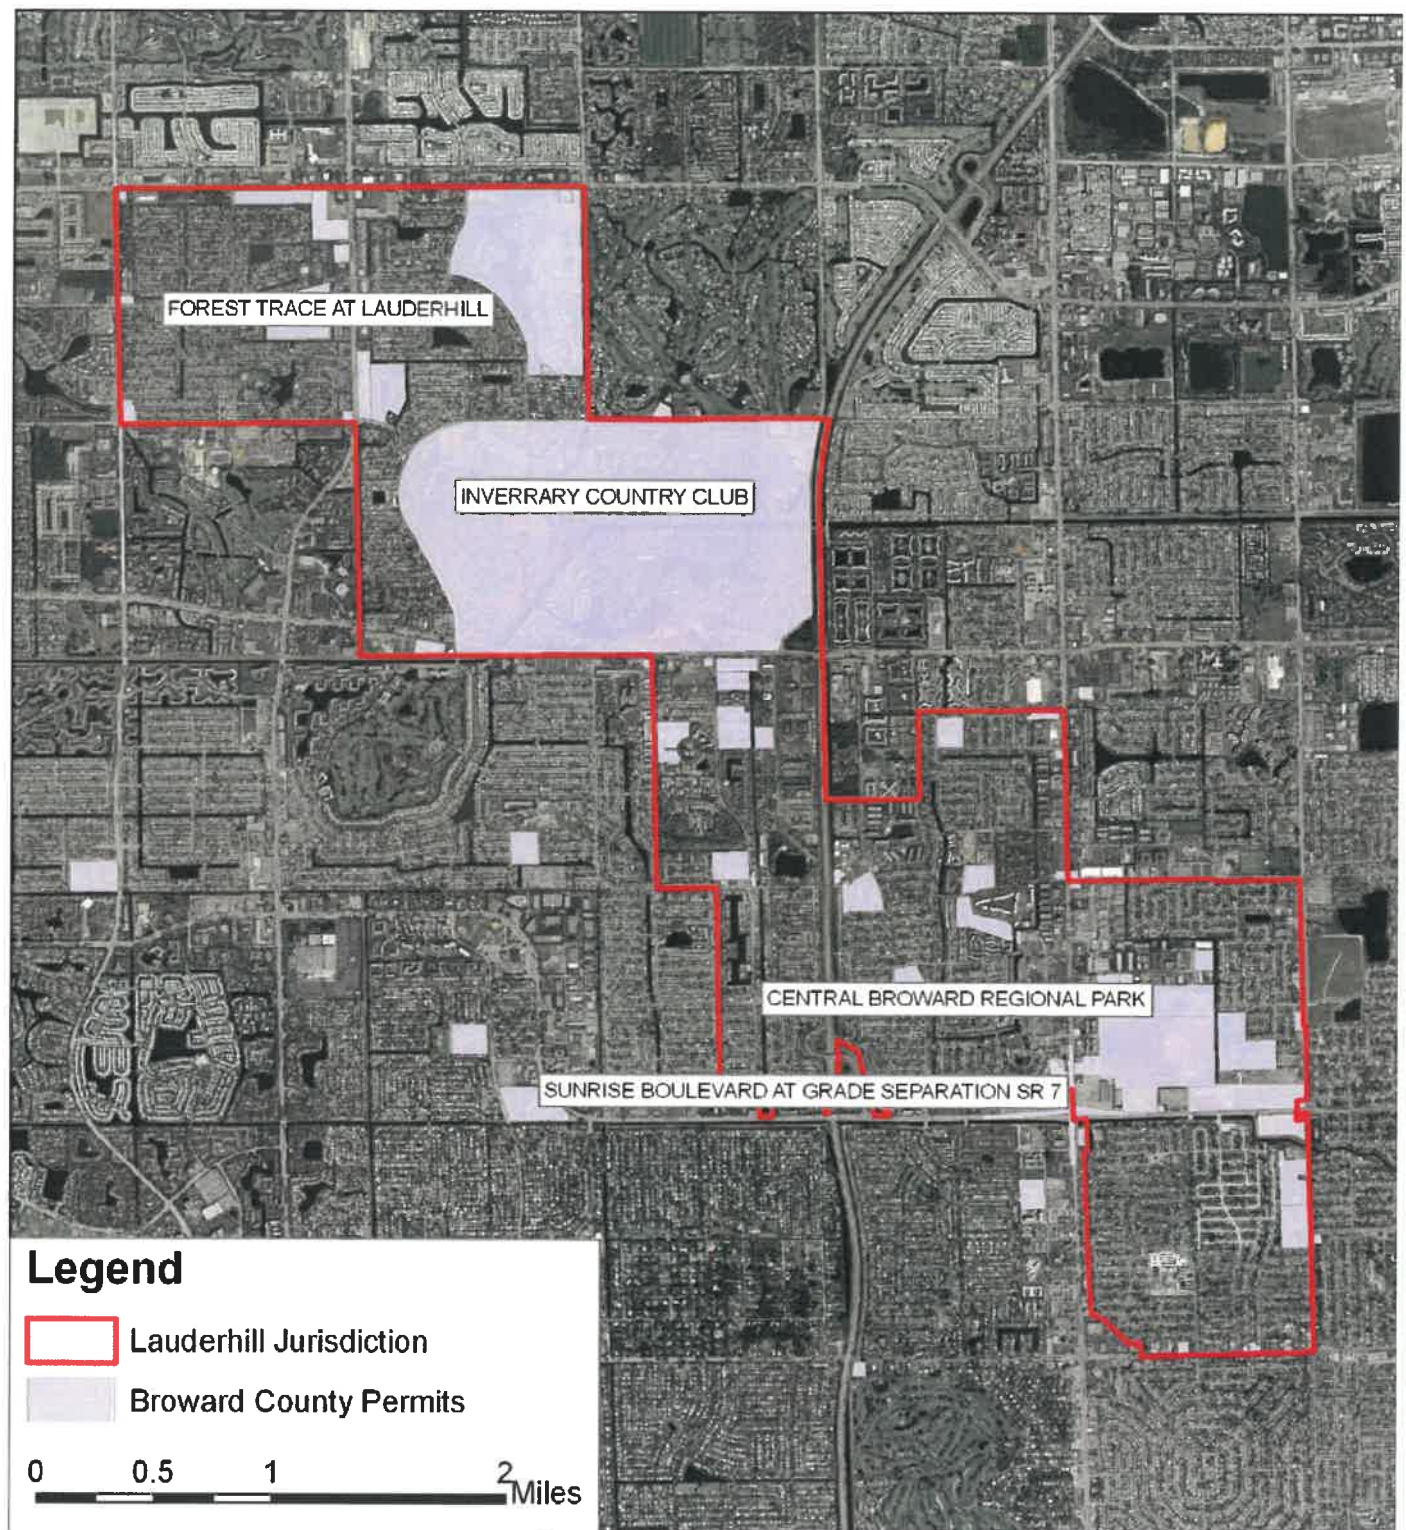 FOREST TRACE AT LAUDERHILL
INVERRARY COUNTRY CLUB
CENTRAL BROWARD REGIONAL PARK
SUNRISE BOULEVARD AT GRADE SEPARATION SR 7
Legend
Lauderhill Jurisdiction
Broward County Permits
0 0.5 1 2
Miles